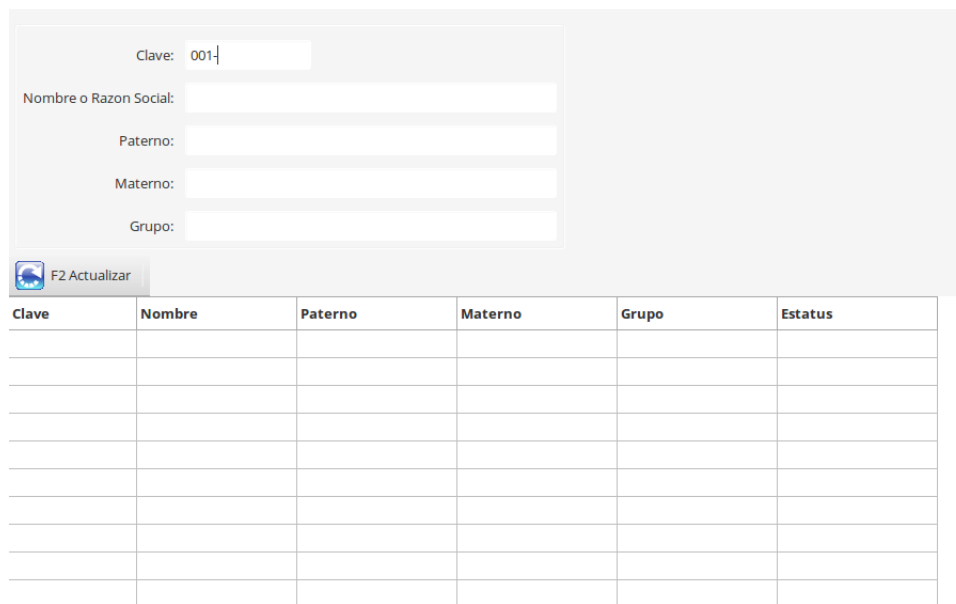 Clave: 001-
Nombre o Razon Social:
Paterno:
Materno:
Grupo:
F2 Actualizar
Clave Nombre Paterno Materno Grupo Estatus